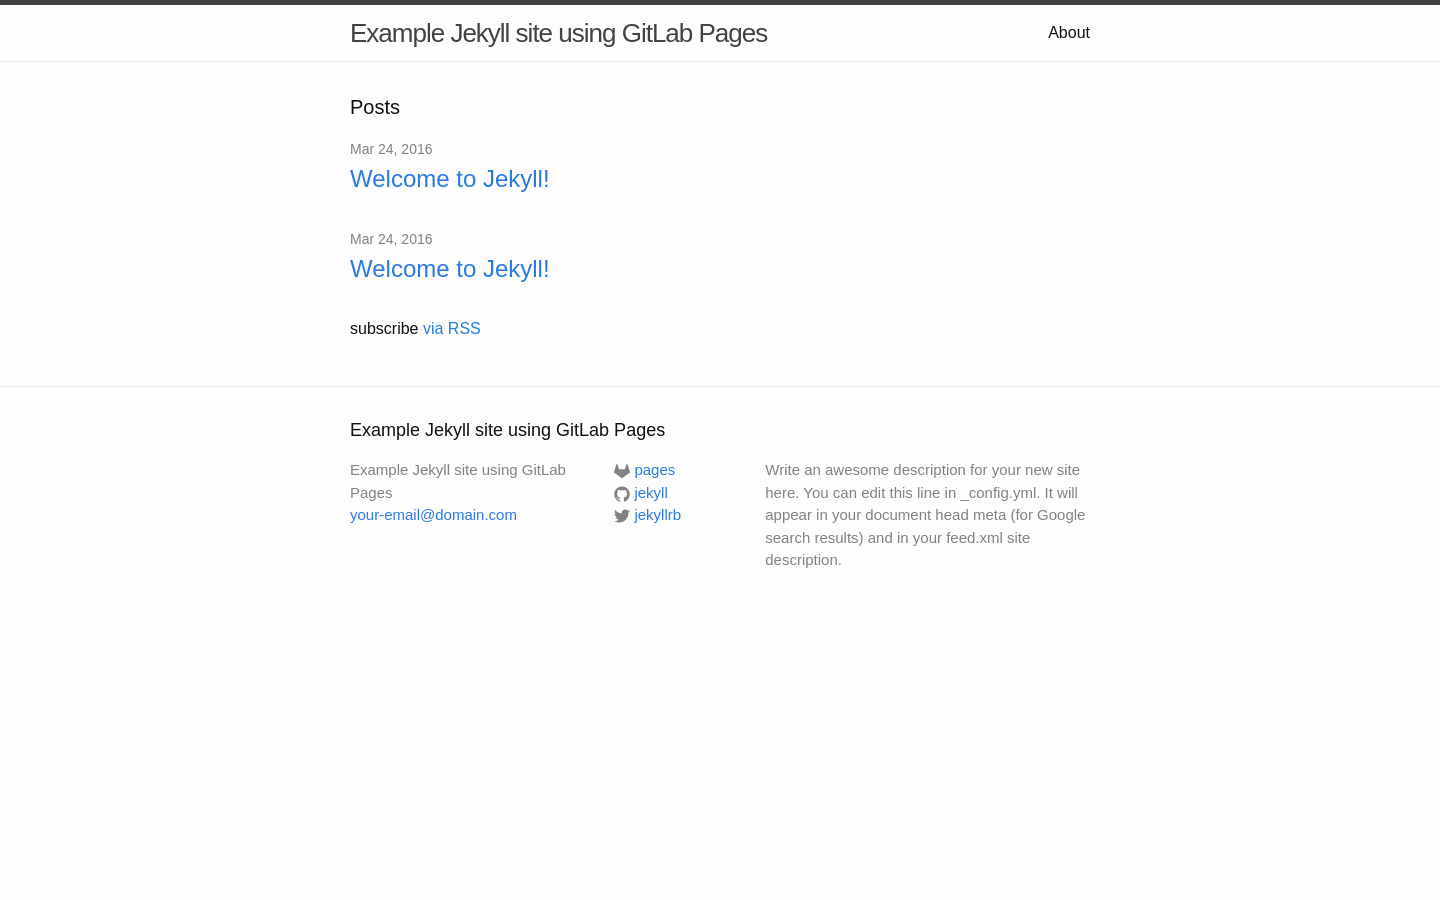 Example Jekyll site using GitLab Pages
About
Posts
Mar 24, 2016
Welcome to Jekyll!
Mar 24, 2016
Welcome to Jekyll!
subscribe via RSS
Example Jekyll site using GitLab Pages
Example Jekyll site using GitLab
Pages
your-email@domain.com
pages
jekyll
jekyllrb
Write an awesome description for your new site
here. You can edit this line in _config.yml. It will
appear in your document head meta (for Google
search results) and in your feed.xml site
description.